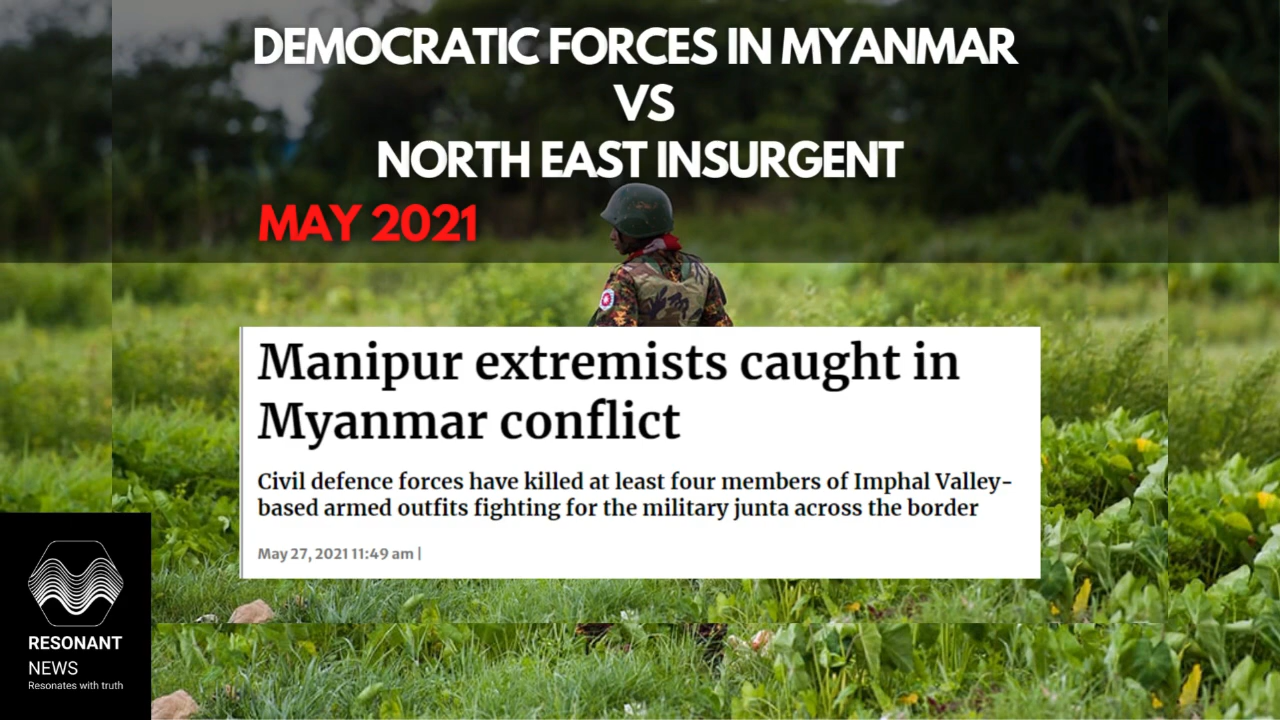 DEMOCRATIC FORCES IN MYANMAR
VS
NORTH EAST INSURGENT
MAY 2021
Manipur extremists caught in
Myanmar conflict
Civil defence forces have killed at least four members of Imphal Valley-
based armed outfits fighting for the military junta across the border
May 27, 2021 11:49 am |
RESONANT
NEWS
Resonates with truth